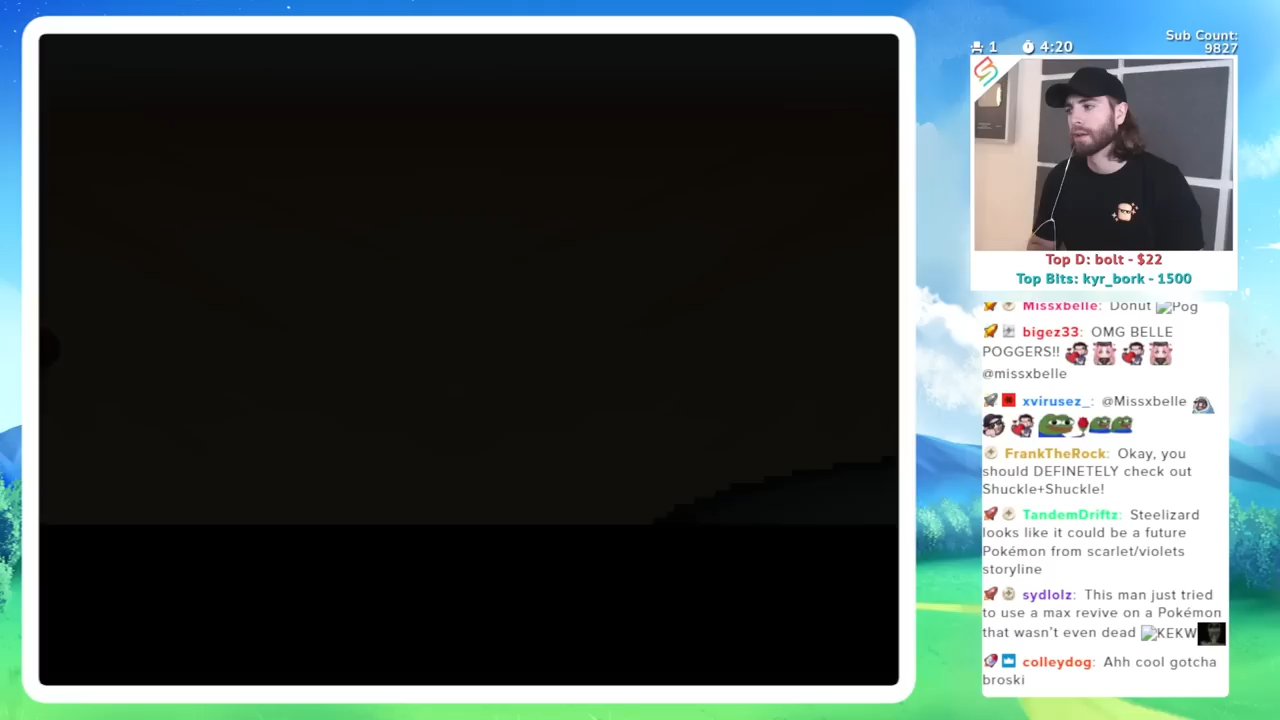 Sub Count:
1 4:20 9827
Top D: bolt - $22
Top Bits: kyr_bork - 1500
Missxbelle: Donut Pog
bigez33: OMG BELLE
POGGERS!!
@missxbelle
xvirusez_: @Missxbelle
FrankTheRock: Okay, you
should DEFINETELY check out
Shuckle+Shuckle!
TandemDriftz: Steelizard
looks like it could be a future
Pokémon from scarlet/violets
storyline
sydlolz: This man just tried
to use a max revive on a Pokémon
that wasn't even dead KEKW
colleydog: Ahh cool gotcha
broski